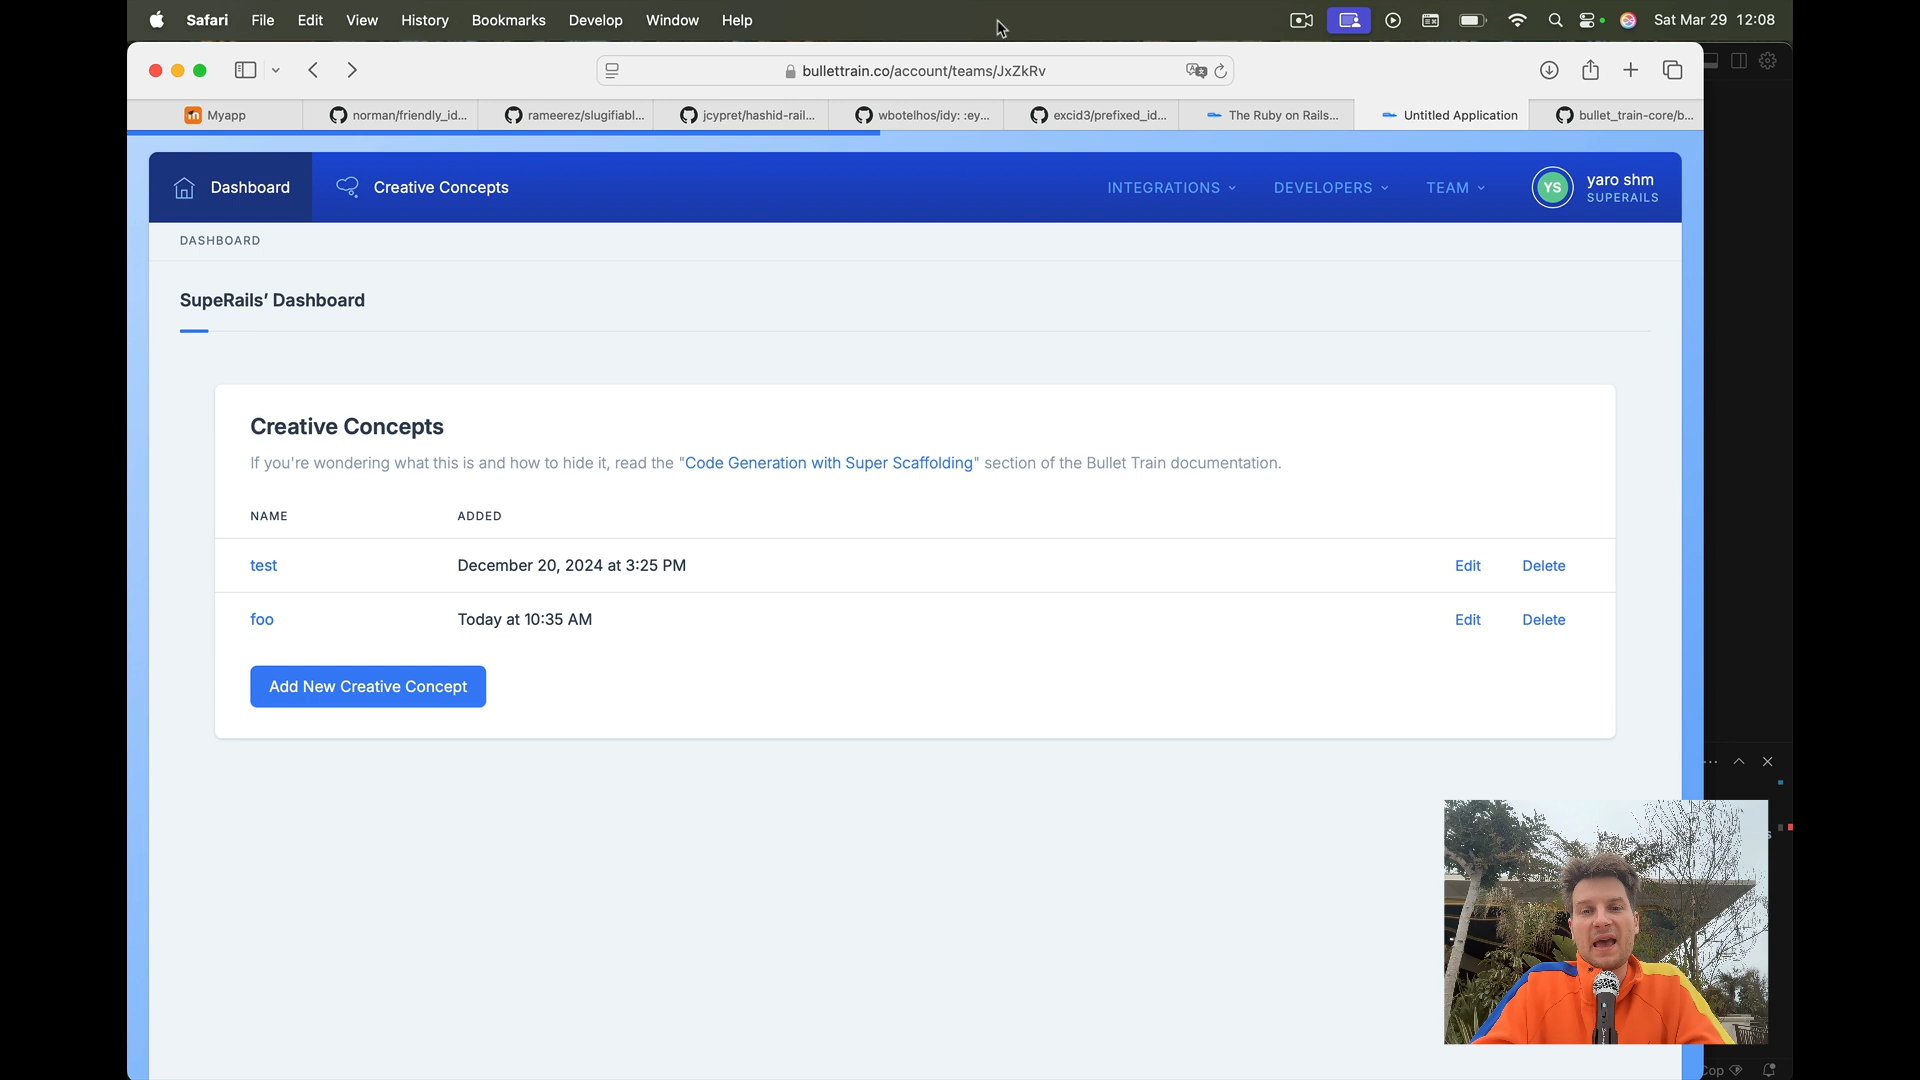 Safari File Edit View History Bookmarks Develop Window Help Sat Mar 29 12:08
bullettrain.co/account/teams/JxZkRv
Myapp norman/friendly_id... rameerez/slugifiabl... jcypret/hashid-rail... wbotelhos/idy: :ey... excid3/prefixed_id... The Ruby on Rails... Untitled Application bullet_train-core/b...
Dashboard Creative Concepts INTEGRATIONS DEVELOPERS TEAM YS yaro shm
SUPERAILS
DASHBOARD
SupeRails’ Dashboard
Creative Concepts
If you're wondering what this is and how to hide it, read the "Code Generation with Super Scaffolding" section of the Bullet Train documentation.
NAME ADDED
test December 20, 2024 at 3:25 PM Edit Delete
foo Today at 10:35 AM Edit Delete
Add New Creative Concept